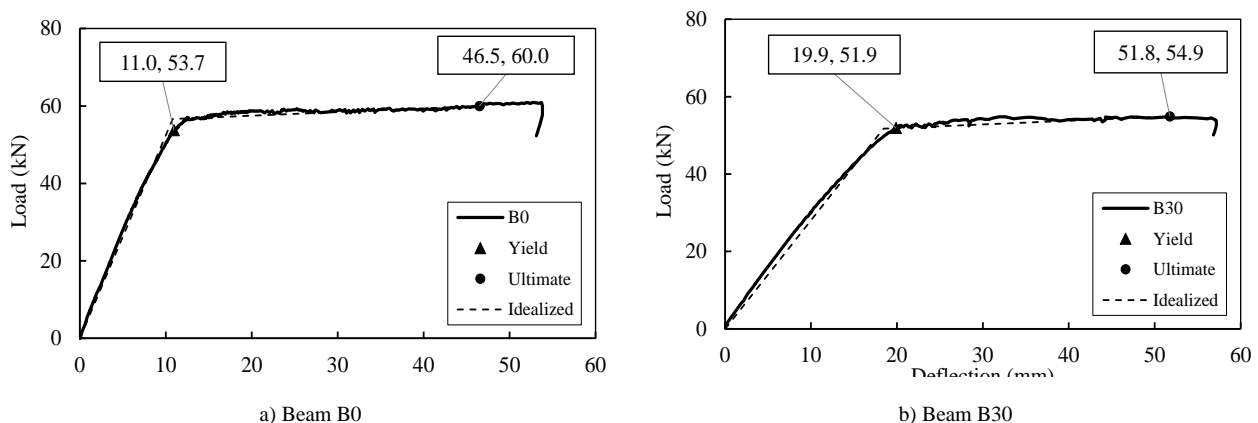 80
60
40
20
0
Load (kN)
11.0, 53.7
46.5, 60.0
B0
Yield
Ultimate
Idealized
0 10 20 30 40 50 60
a) Beam B0
80
60
40
20
0
Load (kN)
19.9, 51.9
51.8, 54.9
B30
Yield
Ultimate
Idealized
0 10 20 30 40 50 60
Deflection (mm)
b) Beam B30